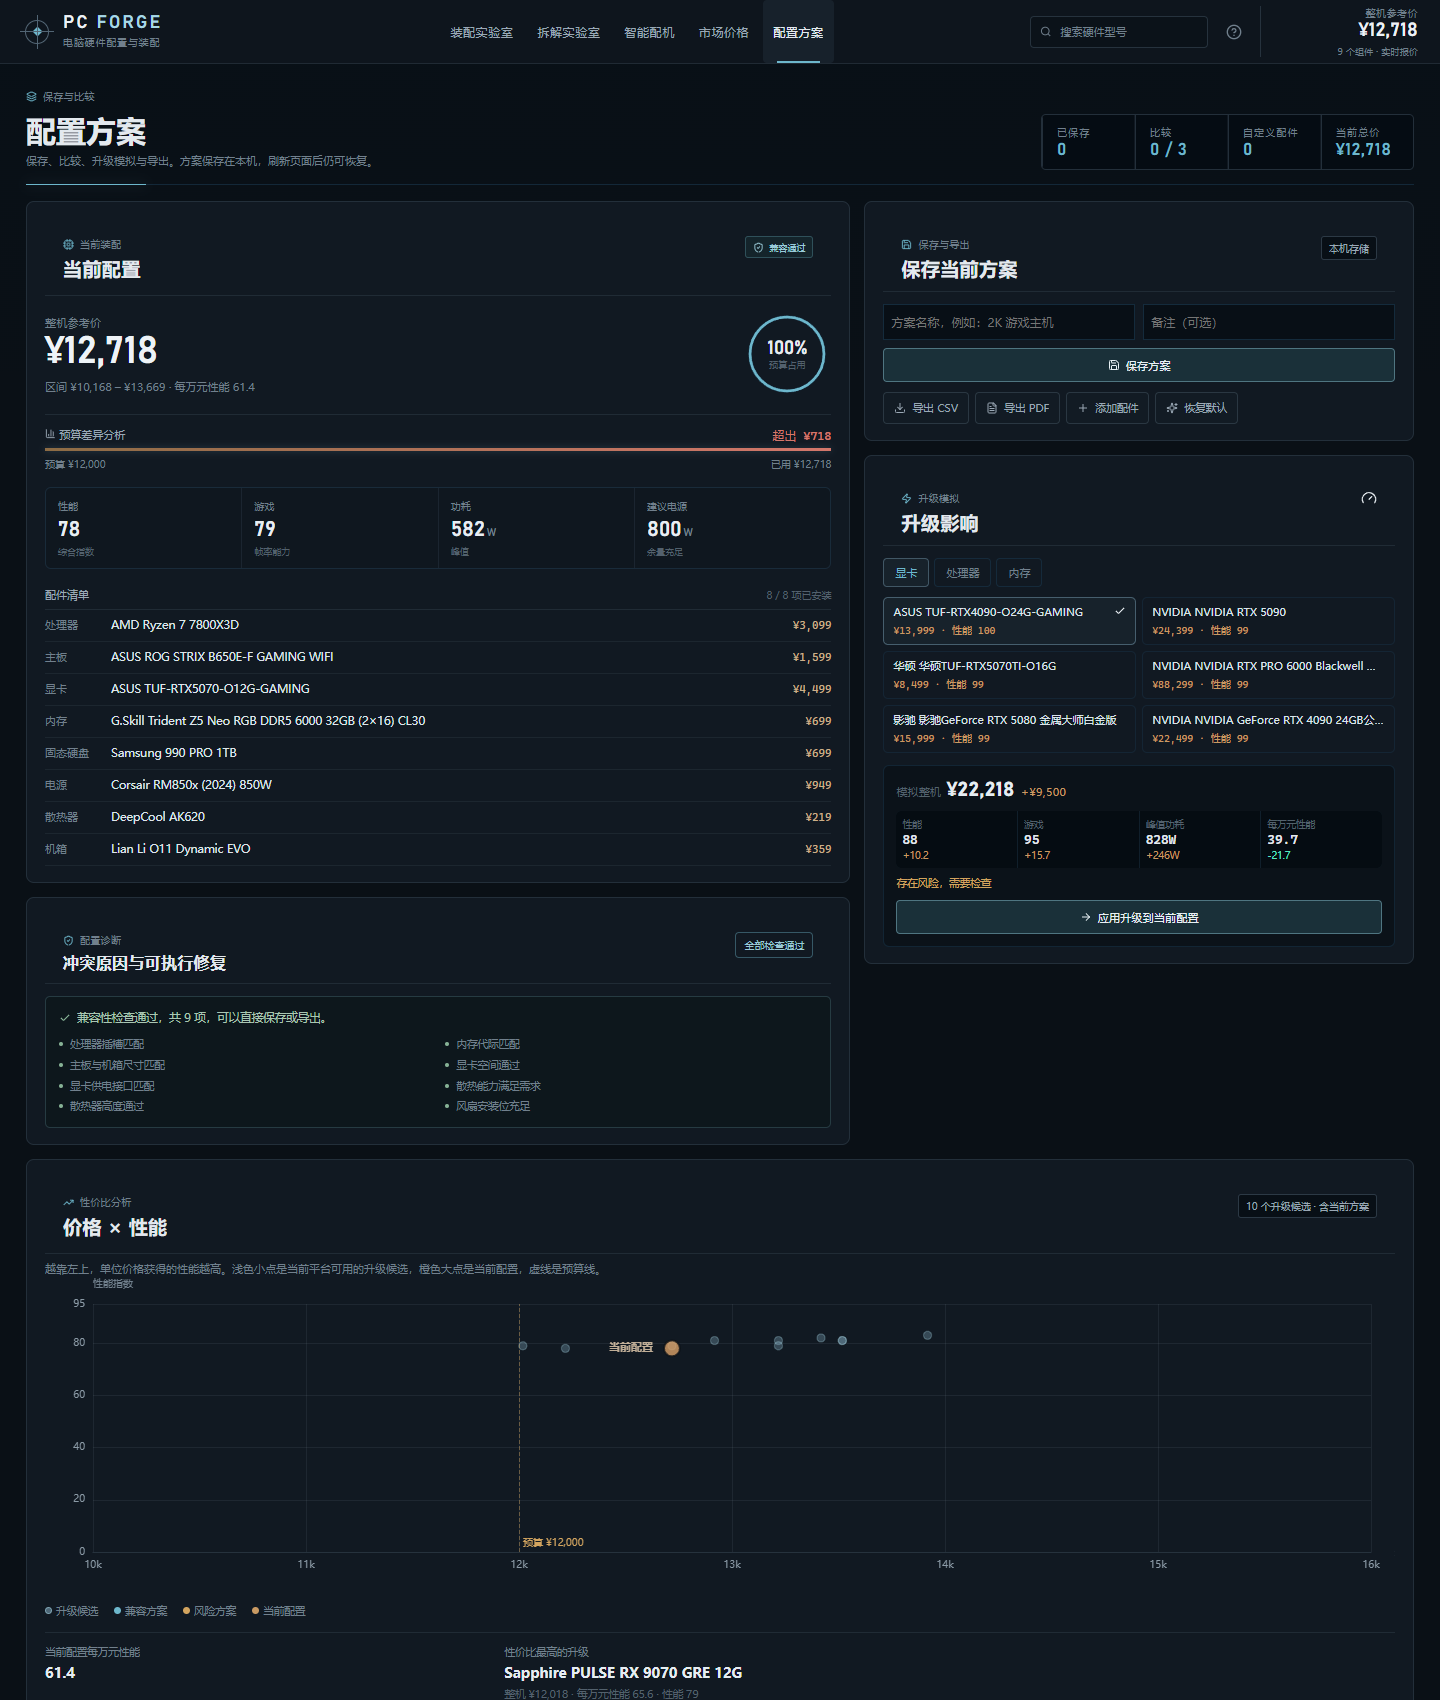 PC FORGE
电脑硬件配置与装配
装配实验室
拆解实验室
智能配机
市场价格
配置方案
搜索硬件型号
整机参考价
¥12,718
9 个组件 · 实时报价
保存与比较
配置方案
保存、比较、升级模拟与导出。方案保存在本机，刷新页面后仍可恢复。
已保存
0
比较
0 / 3
自定义配件
0
当前总价
¥12,718
当前装配
当前配置
兼容通过
整机参考价
¥12,718
区间 ¥10,168 – ¥13,669 · 每万元性能 61.4
100%
预算占用
预算差异分析
超出 ¥718
预算 ¥12,000
已用 ¥12,718
性能
78
综合指数
游戏
79
帧率能力
功耗
582W
峰值
建议电源
800W
余量充足
配件清单
8 / 8 项已安装
处理器 AMD Ryzen 7 7800X3D ¥3,099
主板 ASUS ROG STRIX B650E-F GAMING WIFI ¥1,599
显卡 ASUS TUF-RTX5070-O12G-GAMING ¥4,499
内存 G.Skill Trident Z5 Neo RGB DDR5 6000 32GB (2×16) CL30 ¥699
固态硬盘 Samsung 990 PRO 1TB ¥699
电源 Corsair RM850x (2024) 850W ¥949
散热器 DeepCool AK620 ¥219
机箱 Lian Li O11 Dynamic EVO ¥359
配置诊断
冲突原因与可执行修复
全部检查通过
兼容性检查通过，共 9 项，可以直接保存或导出。
处理器插槽匹配
内存代际匹配
主板与机箱尺寸匹配
显卡空间通过
显卡供电接口匹配
散热能力满足需求
散热器高度通过
风扇安装位充足
保存与导出
保存当前方案
本机存储
方案名称，例如：2K 游戏主机
备注（可选）
保存方案
导出 CSV
导出 PDF
添加配件
恢复默认
升级模拟
升级影响
显卡
处理器
内存
ASUS TUF-RTX4090-O24G-GAMING
¥13,999 · 性能 100
NVIDIA NVIDIA RTX 5090
¥24,399 · 性能 99
华硕 华硕TUF-RTX5070TI-O16G
¥8,499 · 性能 99
NVIDIA NVIDIA RTX PRO 6000 Blackwell ...
¥88,299 · 性能 99
影驰 影驰GeForce RTX 5080 金属大师白金版
¥15,999 · 性能 99
NVIDIA NVIDIA GeForce RTX 4090 24GB公...
¥22,499 · 性能 99
模拟整机 ¥22,218 +¥9,500
性能
88
+10.2
游戏
95
+15.7
峰值功耗
828W
+246W
每万元性能
39.7
-21.7
存在风险，需要检查
应用升级到当前配置
性价比分析
价格 × 性能
10 个升级候选 · 含当前方案
越靠左上，单位价格获得的性能越高。浅色小点是当前平台可用的升级候选，橙色大点是当前配置，虚线是预算线。
性能指数
95
80
60
40
20
0
当前配置
预算 ¥12,000
10k
11k
12k
13k
14k
15k
16k
升级候选
兼容方案
风险方案
当前配置
当前配置每万元性能
61.4
性价比最高的升级
Sapphire PULSE RX 9070 GRE 12G
整机 ¥12,018 · 每万元性能 65.6 · 性能 79